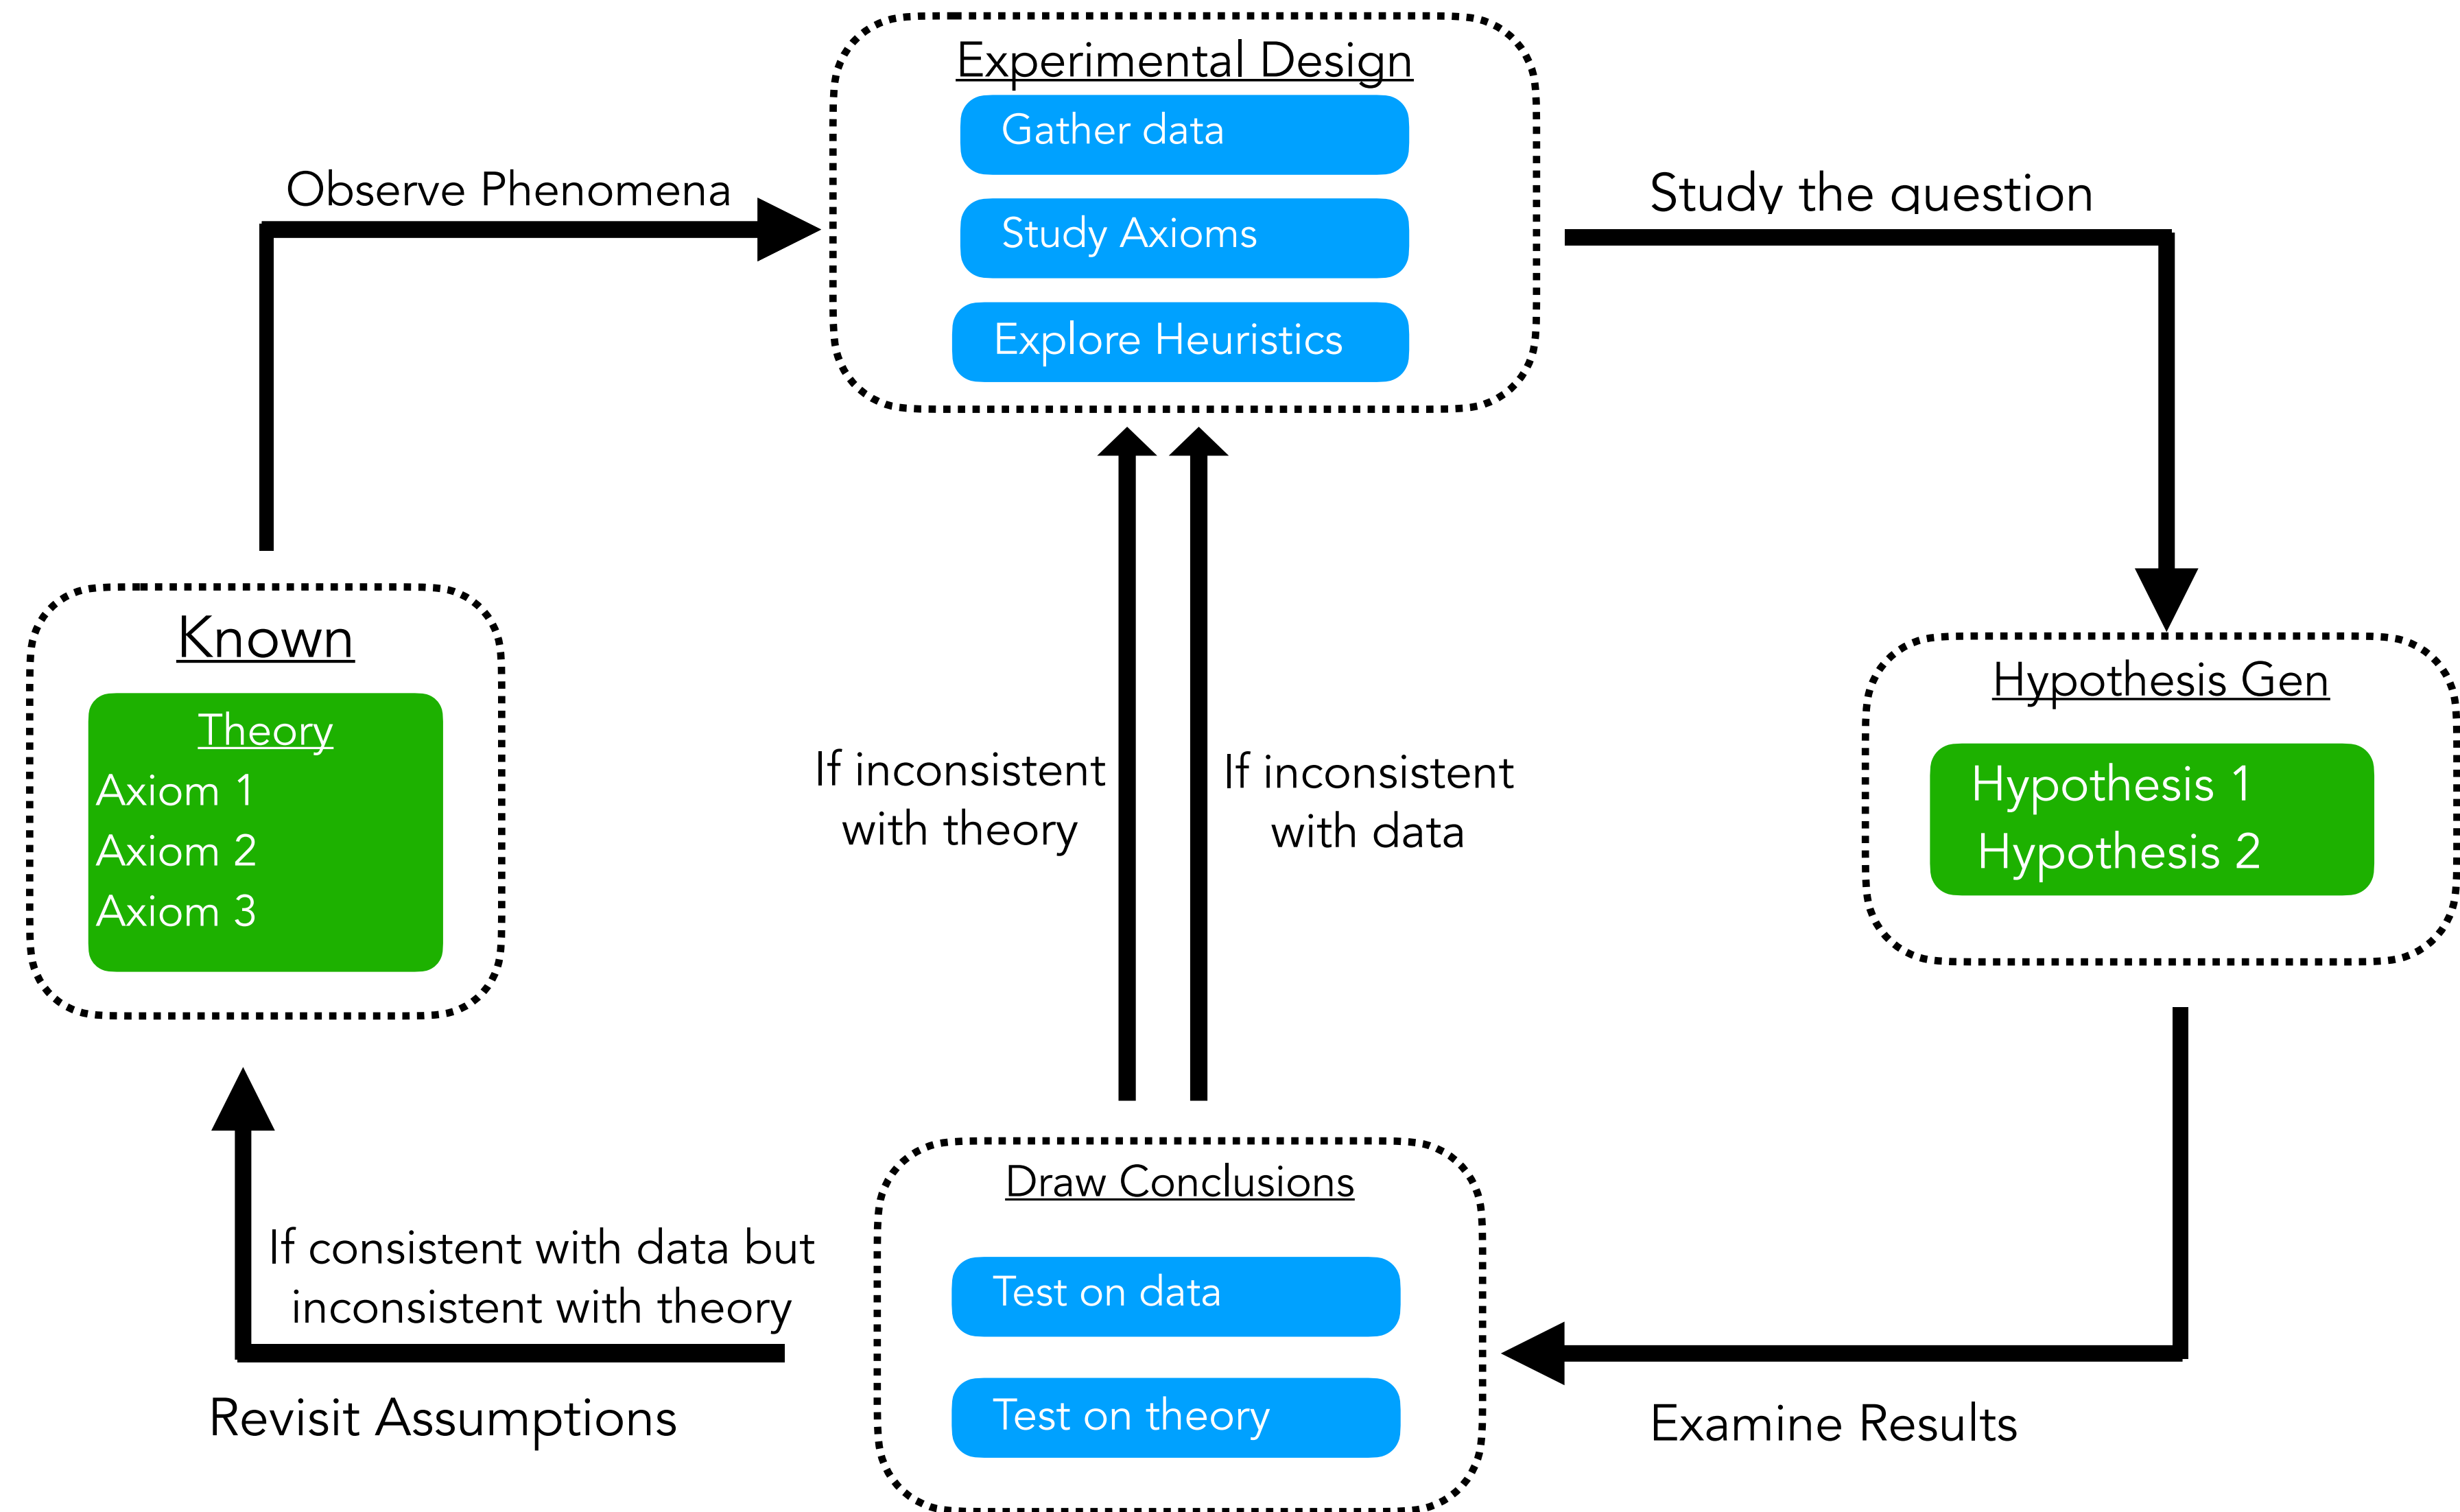 Experimental Design
Gather data
Study Axioms
Explore Heuristics
Observe Phenomena
Study the question
Known
Theory
Axiom 1
Axiom 2
Axiom 3
If inconsistent
with theory
If inconsistent
with data
Hypothesis Gen
Hypothesis 1
Hypothesis 2
Draw Conclusions
Test on data
Test on theory
If consistent with data but
inconsistent with theory
Revisit Assumptions
Examine Results